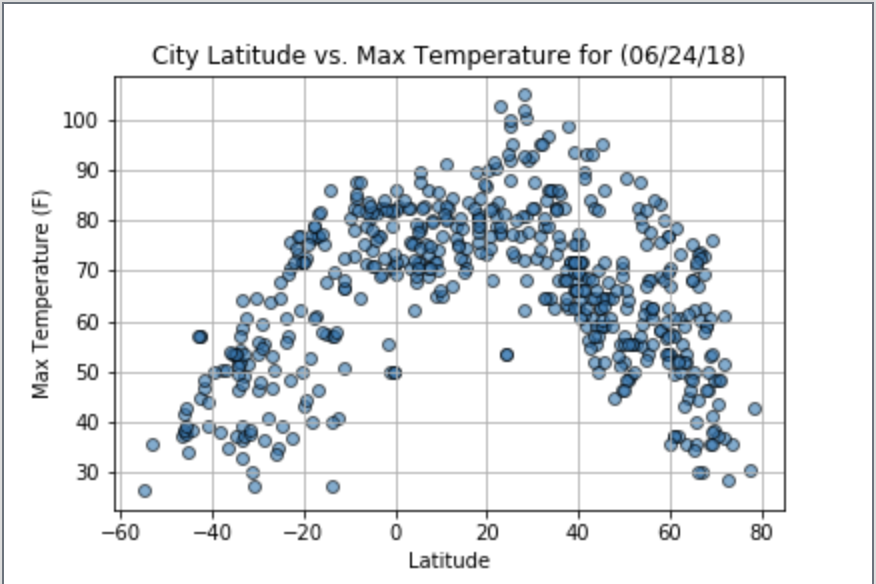 City Latitude vs. Max Temperature for (06/24/18)
Max Temperature (F)
100
90
80
70
60
50
40
30
−60 −40 −20 0 20 40 60 80
Latitude